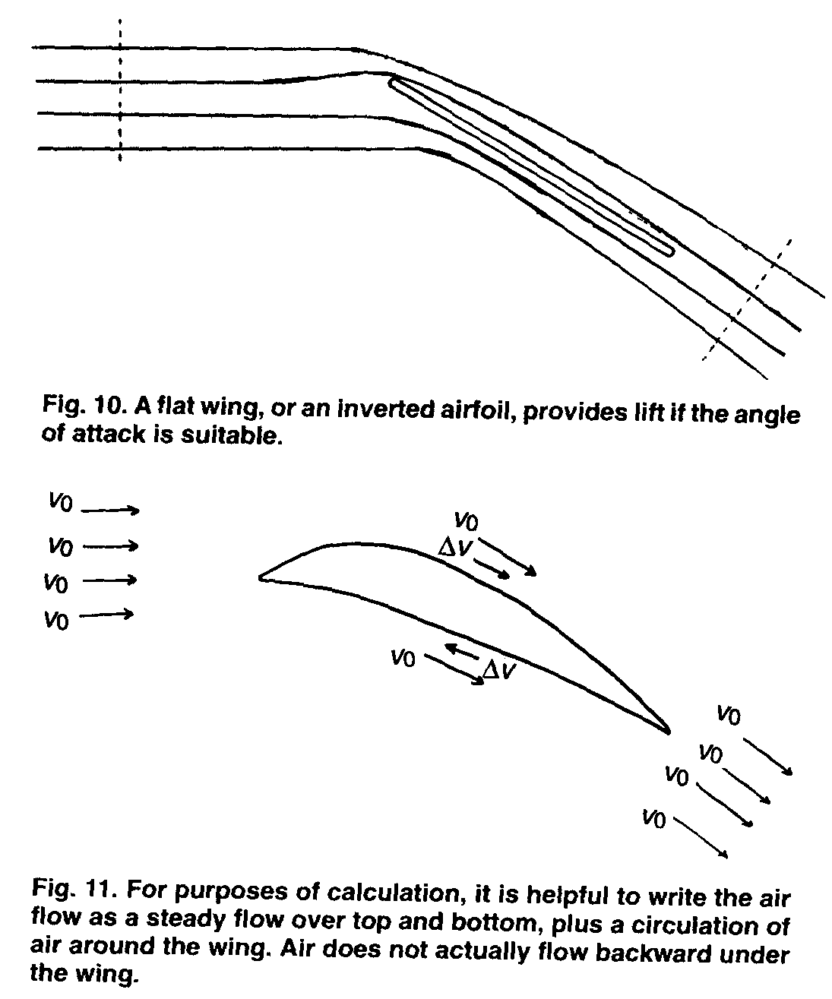 Fig. 10. A flat wing, or an inverted airfoil, provides lift if the angle
of attack is suitable.
v0
v0
v0
v0
v0
Δv
v0
Δv
v0
v0
v0
v0
Fig. 11. For purposes of calculation, it is helpful to write the air
flow as a steady flow over top and bottom, plus a circulation of
air around the wing. Air does not actually flow backward under
the wing.